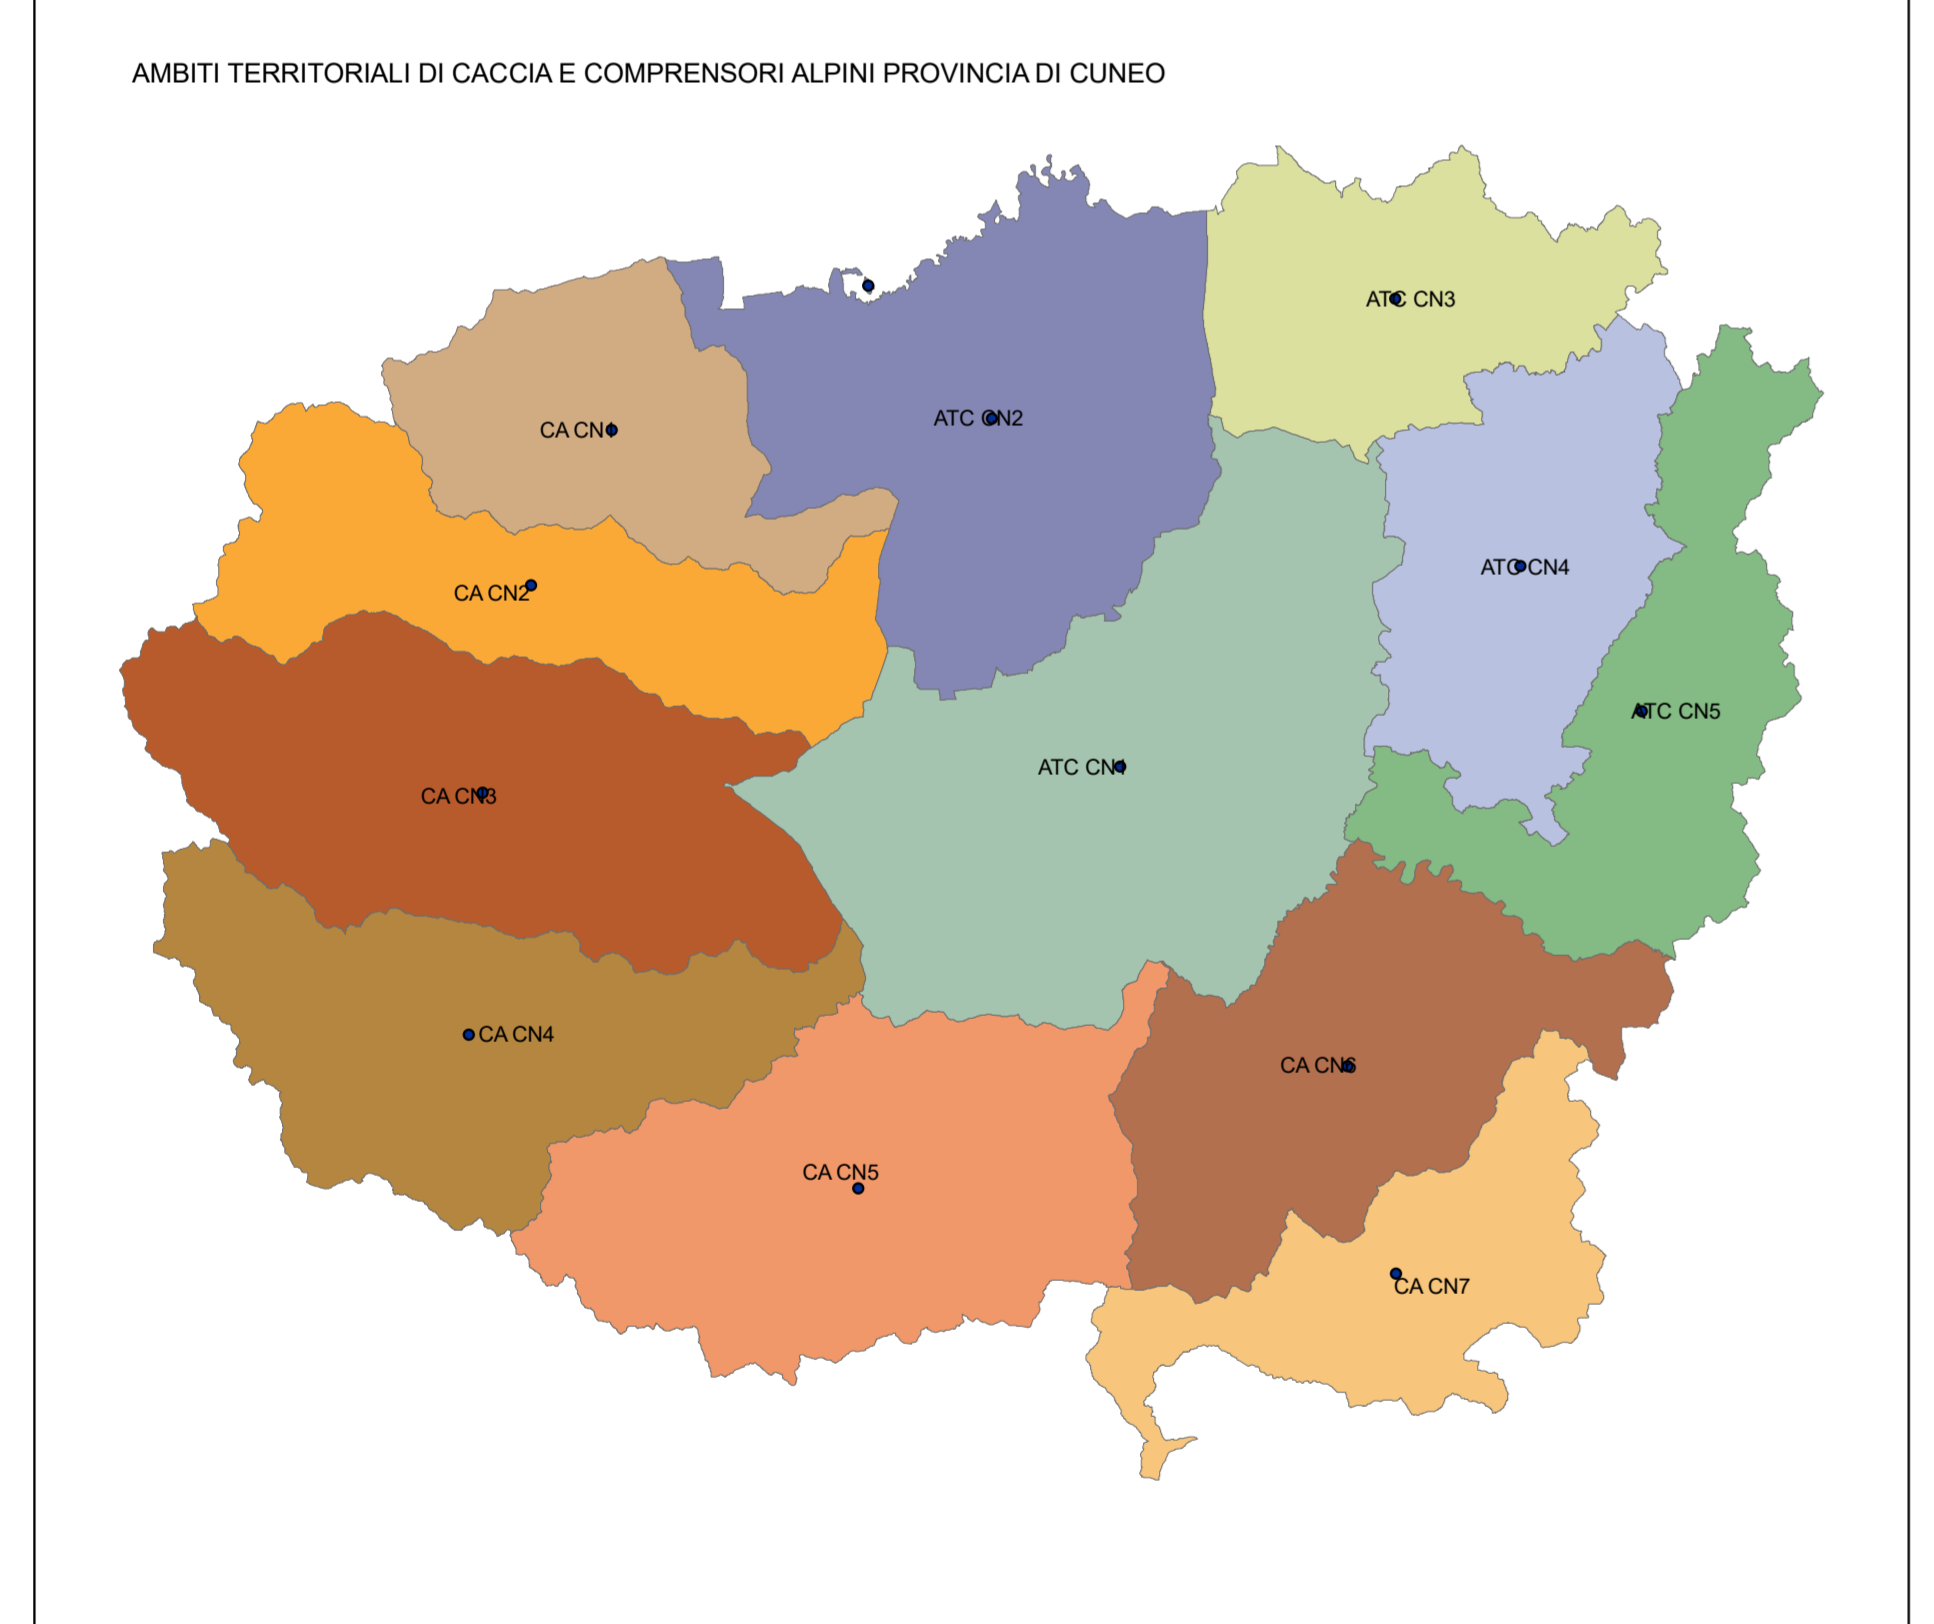 AMBITI TERRITORIALI DI CACCIA E COMPRENSORI ALPINI PROVINCIA DI CUNEO
ATC CN3
ATC CN2
CA CN1
ATC CN4
CA CN2
ATC CN5
ATC CN1
CA CN3
CA CN4
CA CN6
CA CN5
CA CN7